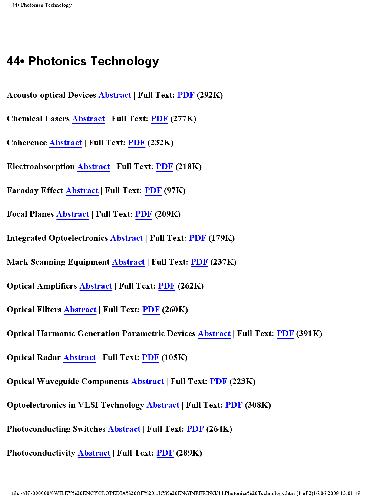 44• Photonics Technology
44• Photonics Technology
Acousto-optical Devices Abstract | Full Text: PDF (292K)
Chemical Lasers Abstract | Full Text: PDF (277K)
Coherence Abstract | Full Text: PDF (252K)
Electroabsorption Abstract | Full Text: PDF (218K)
Faraday Effect Abstract | Full Text: PDF (97K)
Focal Planes Abstract | Full Text: PDF (209K)
Integrated Optoelectronics Abstract | Full Text: PDF (179K)
Mark Scanning Equipment Abstract | Full Text: PDF (237K)
Optical Amplifiers Abstract | Full Text: PDF (262K)
Optical Filters Abstract | Full Text: PDF (260K)
Optical Harmonic Generation Parametric Devices Abstract | Full Text: PDF (391K)
Optical Radar Abstract | Full Text: PDF (105K)
Optical Waveguide Components Abstract | Full Text: PDF (223K)
Optoelectronics in VLSI Technology Abstract | Full Text: PDF (308K)
Photoconducting Switches Abstract | Full Text: PDF (264K)
Photoconductivity Abstract | Full Text: PDF (289K)